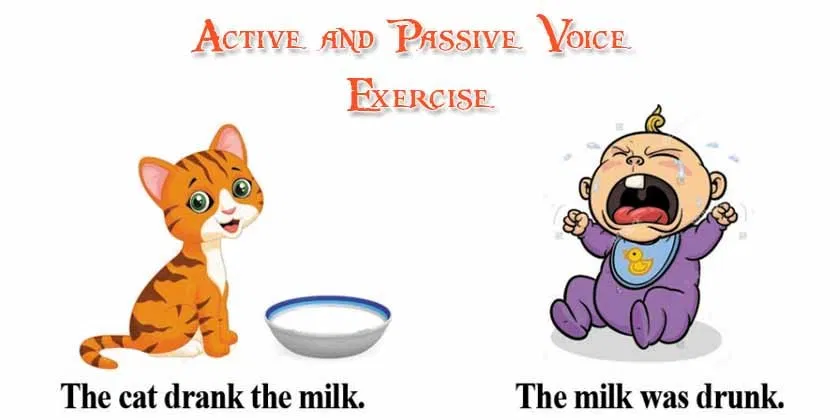 Active and Passive Voice
Exercise
The cat drank the milk.
The milk was drunk.